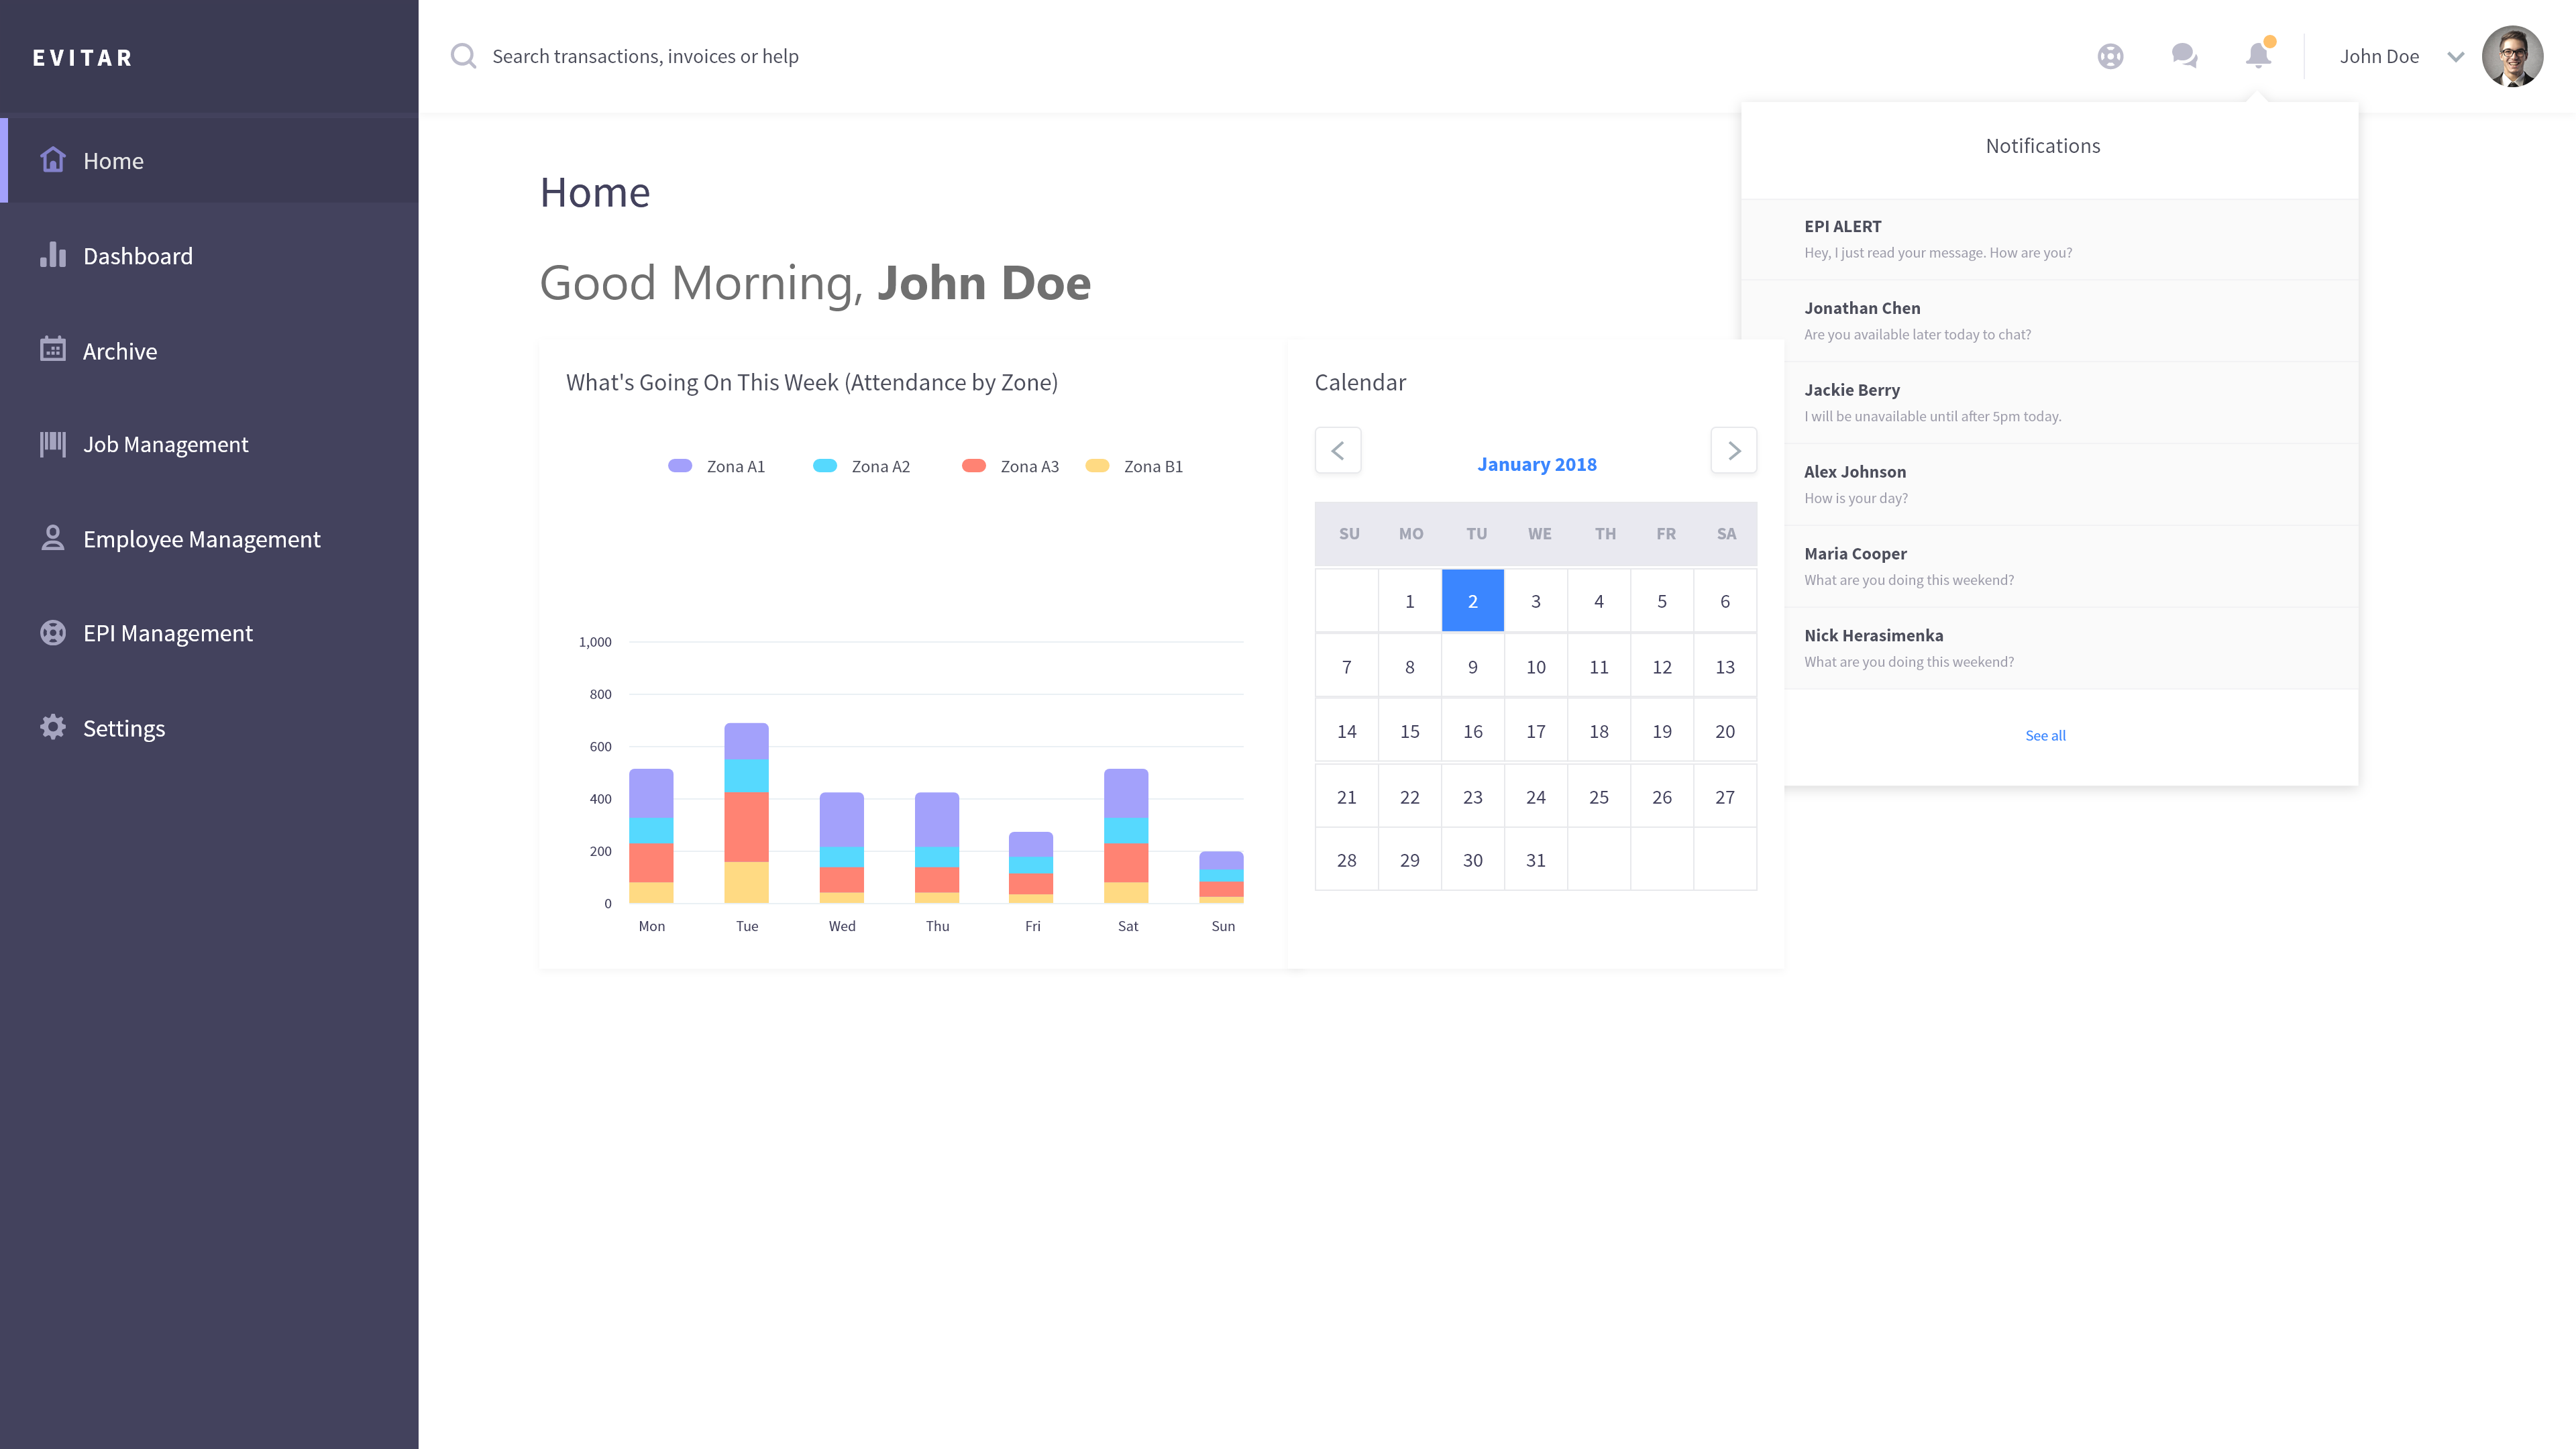 EVITAR
Search transactions, invoices or help
John Doe
Home
Dashboard
Archive
Job Management
Employee Management
EPI Management
Settings
Home
Good Morning, John Doe
What's Going On This Week (Attendance by Zone)
Zona A1 Zona A2 Zona A3 Zona B1
1,000
800
600
400
200
0
Mon Tue Wed Thu Fri Sat Sun
Calendar
January 2018
SU MO TU WE TH FR SA
1 2 3 4 5 6
7 8 9 10 11 12 13
14 15 16 17 18 19 20
21 22 23 24 25 26 27
28 29 30 31
Notifications
EPI ALERT
Hey, I just read your message. How are you?
Jonathan Chen
Are you available later today to chat?
Jackie Berry
I will be unavailable until after 5pm today.
Alex Johnson
How is your day?
Maria Cooper
What are you doing this weekend?
Nick Herasimenka
What are you doing this weekend?
See all